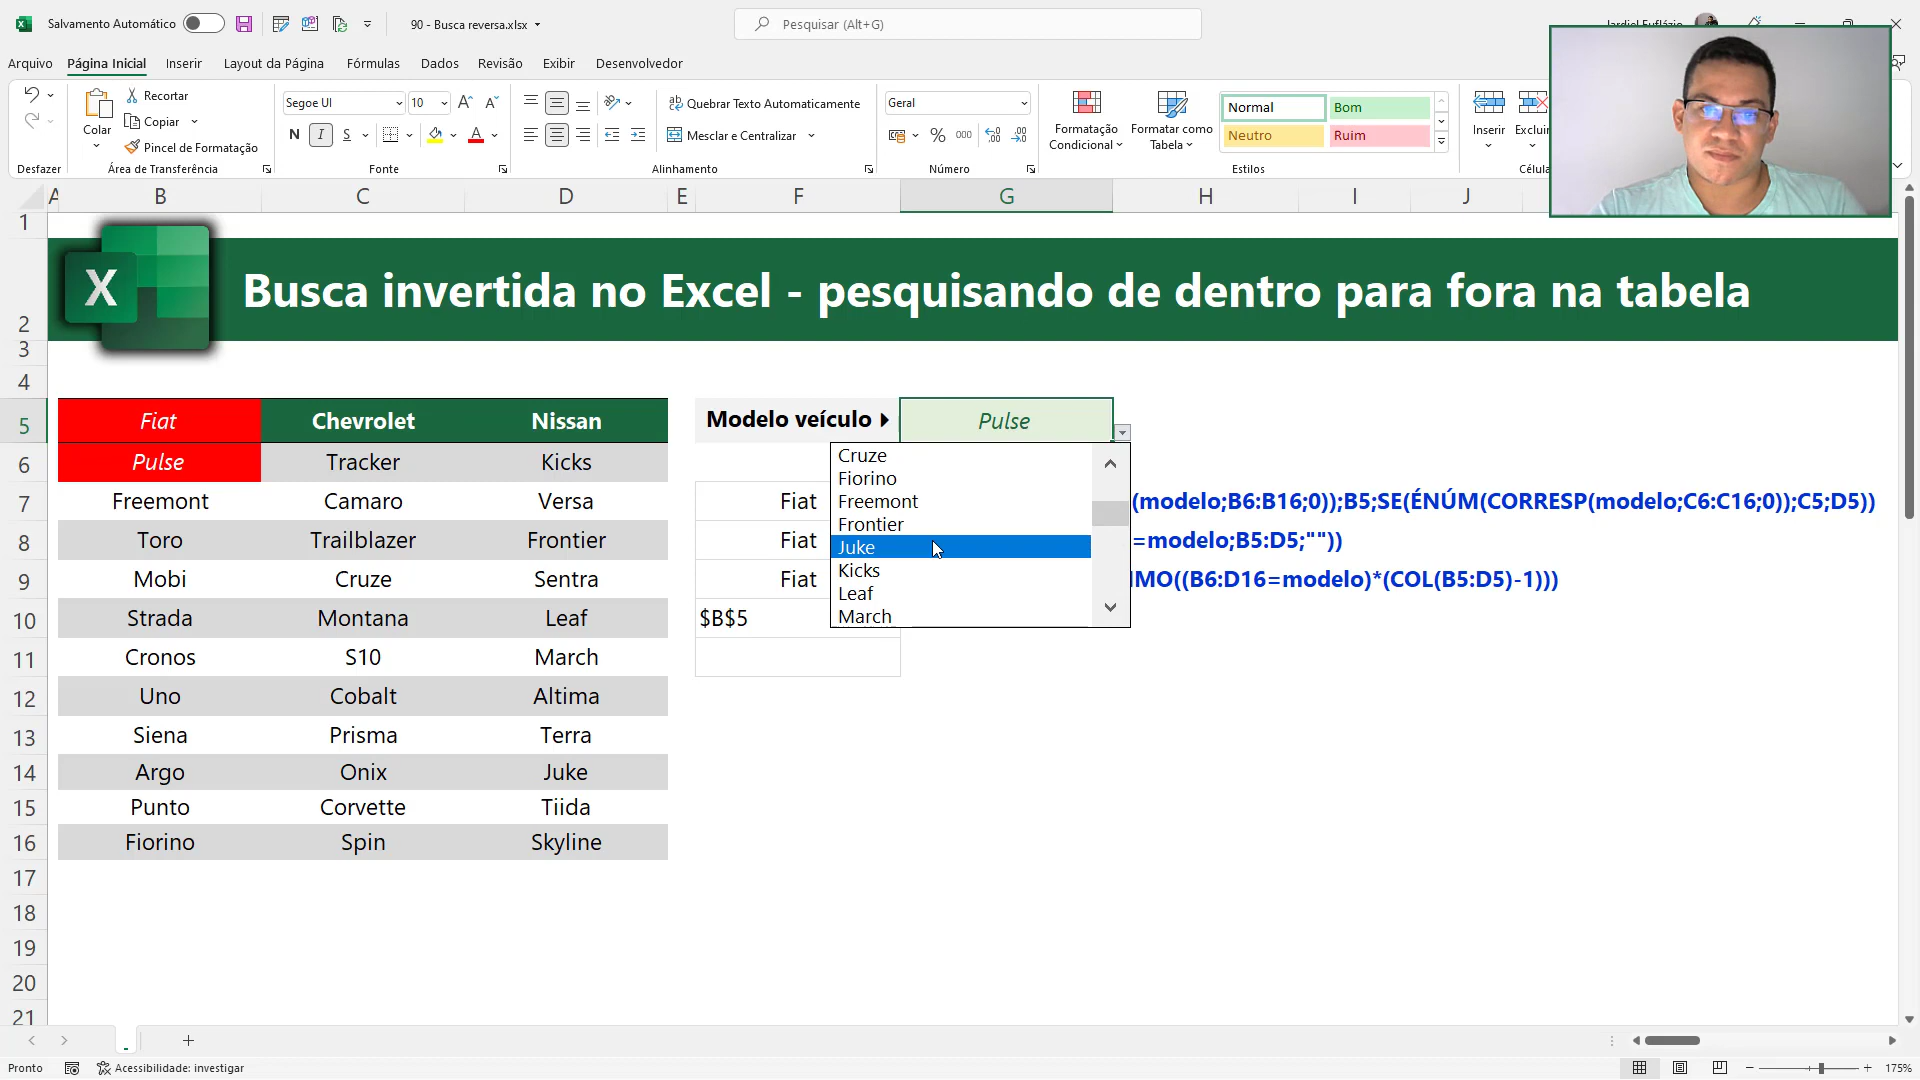 Salvamento Automático
90 - Busca reversa.xlsx
Pesquisar (Alt+G)
Arquivo Página Inicial Inserir Layout da Página Fórmulas Dados Revisão Exibir Desenvolvedor
Colar
Recortar
Copiar
Pincel de Formatação
Segoe UI 10
N I S
Quebrar Texto Automaticamente
Mesclar e Centralizar
Geral
% 000
Formatação Condicional
Formatar como Tabela
Normal Bom
Neutro Ruim
Inserir
Desfazer Área de Transferência Fonte Alinhamento Número Estilos
A B C D E F G H I J
1
2
3
4
5
6
7
8
9
10
11
12
13
14
15
16
17
18
19
20
21
X
Busca invertida no Excel - pesquisando de dentro para fora na tabela
Fiat Chevrolet Nissan
Pulse Tracker Kicks
Freemont Camaro Versa
Toro Trailblazer Frontier
Mobi Cruze Sentra
Strada Montana Leaf
Cronos S10 March
Uno Cobalt Altima
Siena Prisma Terra
Argo Onix Juke
Punto Corvette Tiida
Fiorino Spin Skyline
Modelo veículo Pulse
Fiat
Fiat
Fiat
$B$5
Cruze
Fiorino
Freemont
Frontier
Juke
Kicks
Leaf
March
(modelo;B6:B16;0));B5;SE(ÉNÚM(CORRESP(modelo;C6:C16;0));C5;D5))
=modelo;B5:D5;""))
IMO((B6:D16=modelo)*(COL(B5:D5)-1)))
Pronto
Acessibilidade: investigar
175%